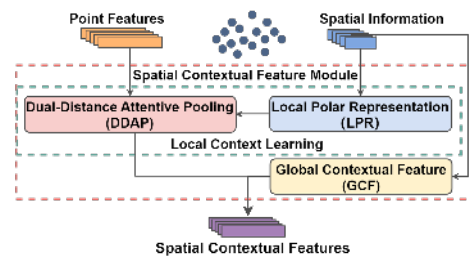 Point Features
Spatial Information
Spatial Contextual Feature Module
Dual-Distance Attentive Pooling
(DDAP)
Local Polar Representation
(LPR)
Local Context Learning
Global Contextual Feature
(GCF)
Spatial Contextual Features